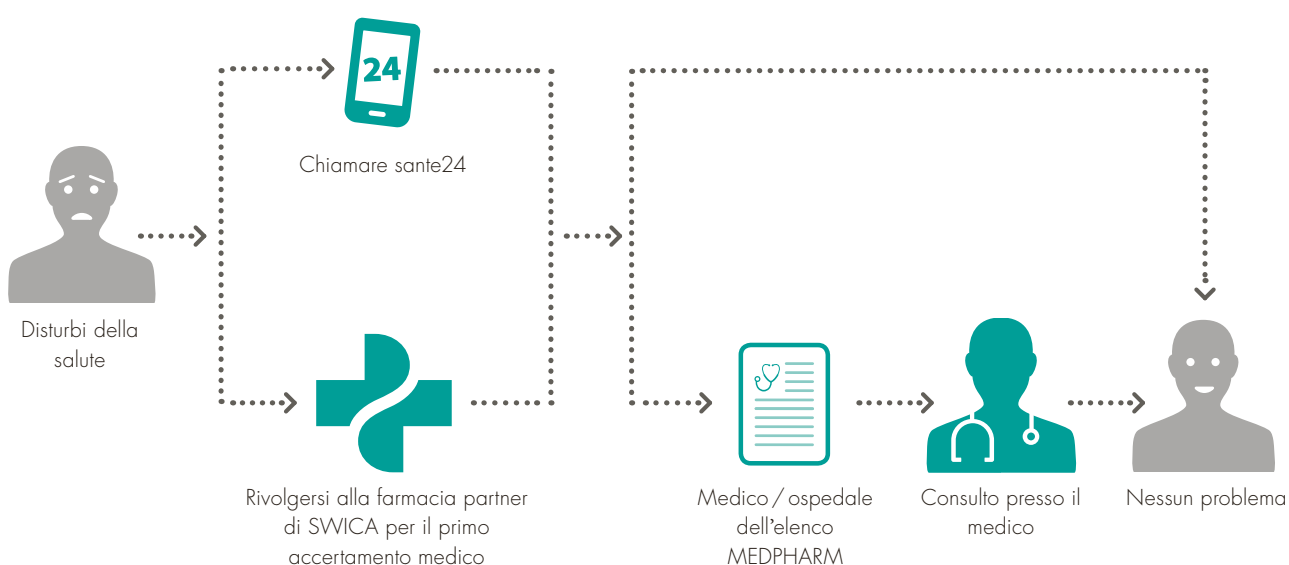 24
Chiamare sante24
Disturbi della
salute
Rivolgersi alla farmacia partner
di SWICA per il primo
accertamento medico
Medico / ospedale
dell’elenco
MEDPHARM
Consulto presso il
medico
Nessun problema